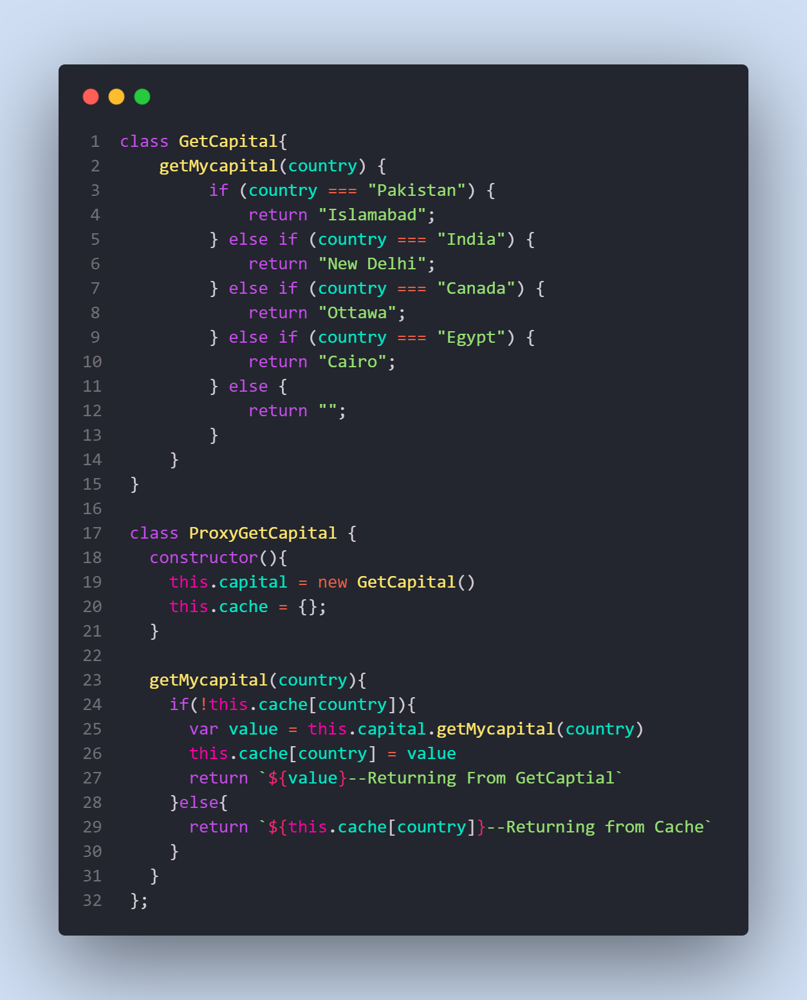 1 class GetCapital{
2     getMycapital(country) {
3          if (country === "Pakistan") {
4              return "Islamabad";
5          } else if (country === "India") {
6              return "New Delhi";
7          } else if (country === "Canada") {
8              return "Ottawa";
9          } else if (country === "Egypt") {
10              return "Cairo";
11          } else {
12              return "";
13          }
14      }
15  }
16
17  class ProxyGetCapital {
18    constructor(){
19      this.capital = new GetCapital()
20      this.cache = {};
21    }
22
23    getMycapital(country){
24      if(!this.cache[country]){
25        var value = this.capital.getMycapital(country)
26        this.cache[country] = value
27        return `${value}--Returning From GetCaptial`
28      }else{
29        return `${this.cache[country]}--Returning from Cache`
30      }
31    }
32  };